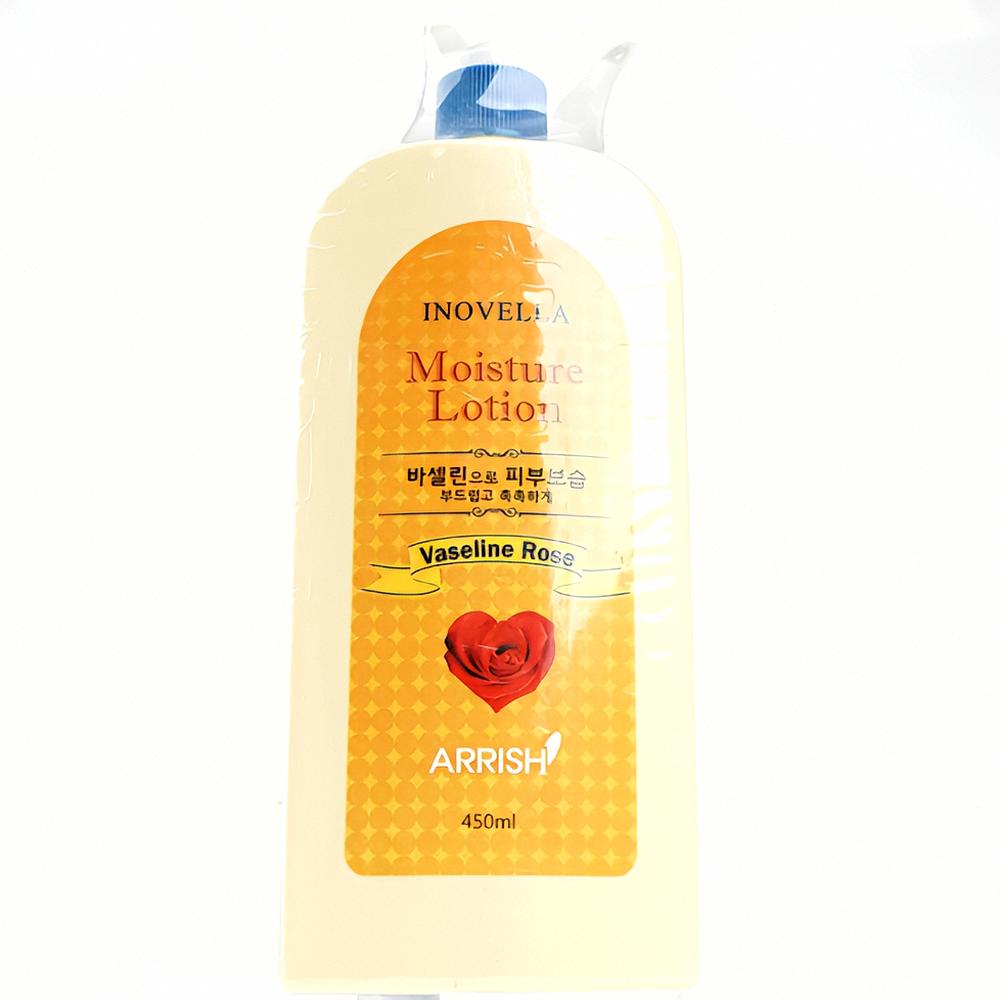 INOVELLA
Moisture
Lotion
바셀린으로 피부보습
부드럽고 촉촉하게
Vaseline Rose
ARRISH
450ml